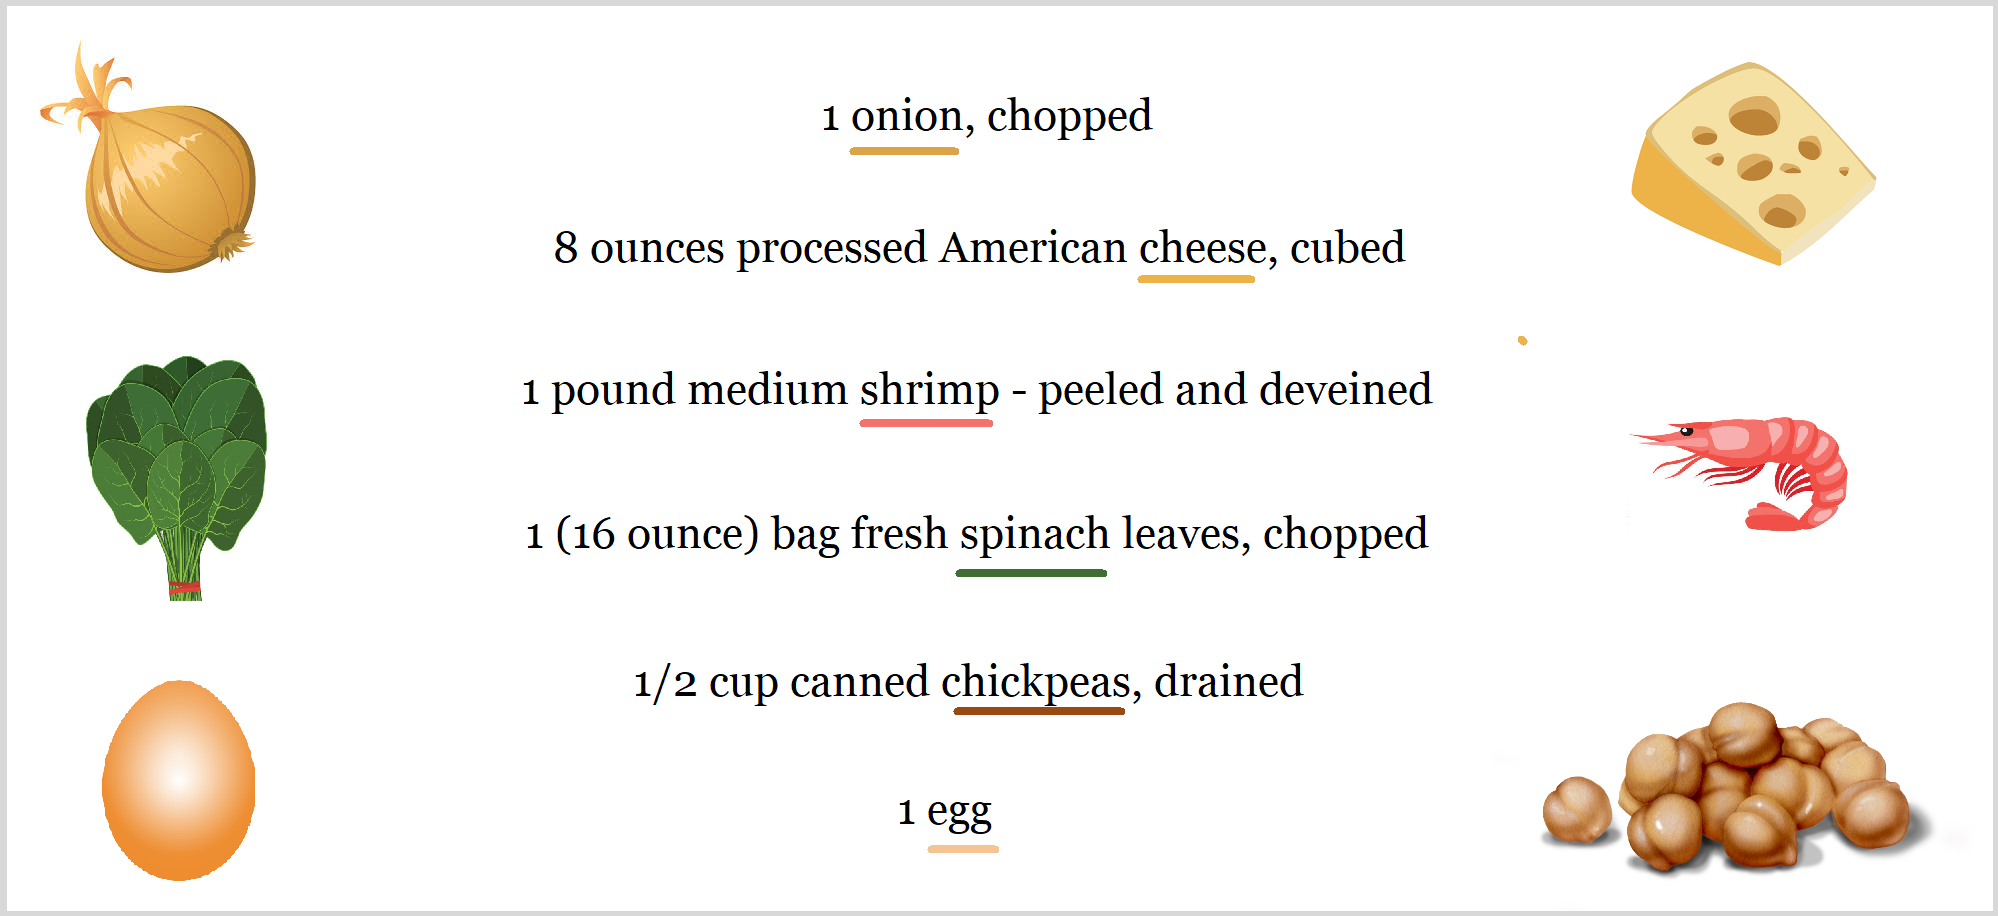 1 onion, chopped
8 ounces processed American cheese, cubed
1 pound medium shrimp - peeled and deveined
1 (16 ounce) bag fresh spinach leaves, chopped
1/2 cup canned chickpeas, drained
1 egg